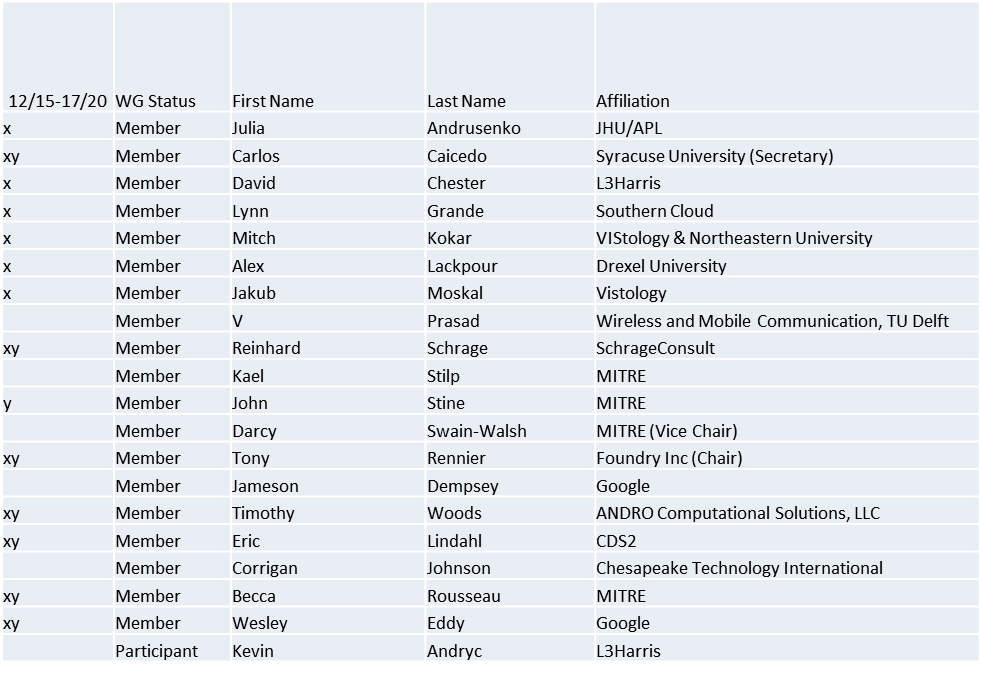 12/15-17/20 WG Status First Name Last Name Affiliation
x Member Julia Andrusenko JHU/APL
xy Member Carlos Caicedo Syracuse University (Secretary)
x Member David Chester L3Harris
x Member Lynn Grande Southern Cloud
x Member Mitch Kokar VIStology & Northeastern University
x Member Alex Lackpour Drexel University
x Member Jakub Moskal Vistology
Member V Prasad Wireless and Mobile Communication, TU Delft
xy Member Reinhard Schrage SchrageConsult
Member Kael Stilp MITRE
y Member John Stine MITRE
Member Darcy Swain-Walsh MITRE (Vice Chair)
xy Member Tony Rennier Foundry Inc (Chair)
Member Jameson Dempsey Google
xy Member Timothy Woods ANDRO Computational Solutions, LLC
xy Member Eric Lindahl CDS2
Member Corrigan Johnson Chesapeake Technology International
xy Member Becca Rousseau MITRE
xy Member Wesley Eddy Google
Participant Kevin Andryc L3Harris